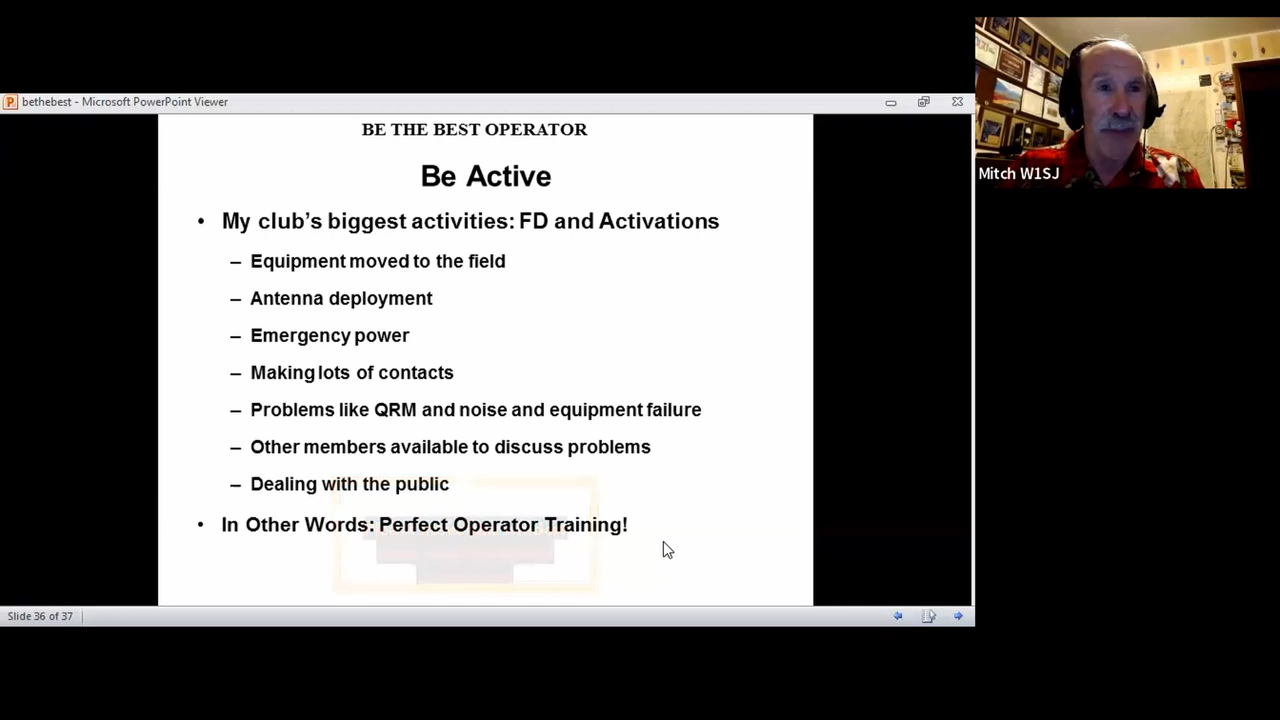 bethebest - Microsoft PowerPoint Viewer
BE THE BEST OPERATOR
Be Active
• My club's biggest activities: FD and Activations
– Equipment moved to the field
– Antenna deployment
– Emergency power
– Making lots of contacts
– Problems like QRM and noise and equipment failure
– Other members available to discuss problems
– Dealing with the public
• In Other Words: Perfect Operator Training!
Slide 36 of 37
Mitch W1SJ